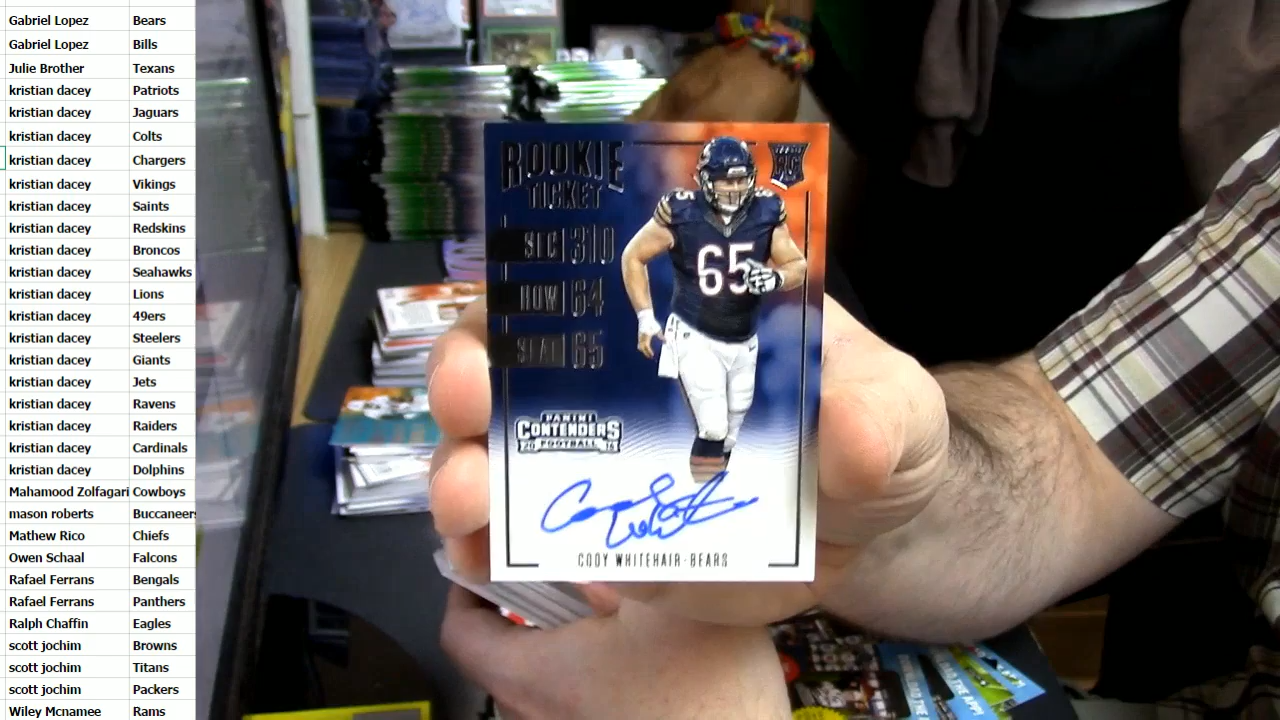 Gabriel Lopez Bears
Gabriel Lopez Bills
Julie Brother Texans
kristian dacey Patriots
kristian dacey Jaguars
kristian dacey Colts
kristian dacey Chargers
kristian dacey Vikings
kristian dacey Saints
kristian dacey Redskins
kristian dacey Broncos
kristian dacey Seahawks
kristian dacey Lions
kristian dacey 49ers
kristian dacey Steelers
kristian dacey Giants
kristian dacey Jets
kristian dacey Ravens
kristian dacey Raiders
kristian dacey Cardinals
kristian dacey Dolphins
Mahamood Zolfagari Cowboys
mason roberts Buccaneers
Mathew Rico Chiefs
Owen Schaal Falcons
Rafael Ferrans Bengals
Rafael Ferrans Panthers
Ralph Chaffin Eagles
scott jochim Browns
scott jochim Titans
scott jochim Packers
Wiley Mcnamee Rams
ROOKIE
TICKET
SEC 310
ROW 64
SEAT 65
65
PANINI
CONTENDERS
20 FOOTBALL 16
CODY WHITEHAIR-BEARS
THE APP!